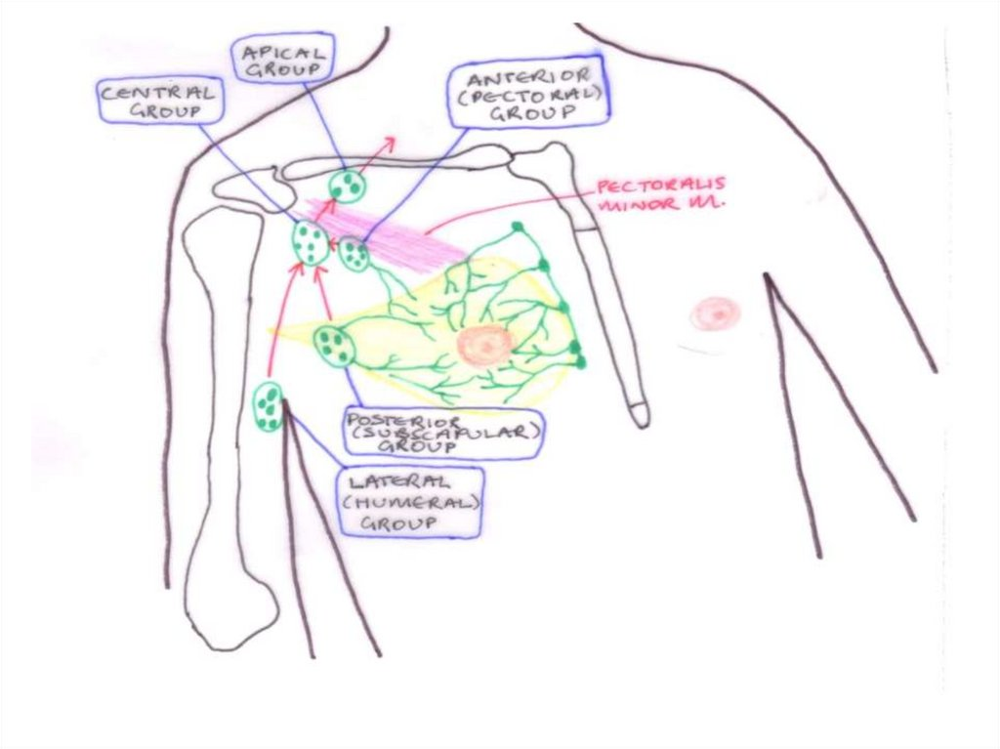 APICAL
GROUP
CENTRAL
GROUP
ANTERIOR
(PECTORAL)
GROUP
PECTORALIS
MINOR M.
POSTERIOR
(SUBSCAPULAR)
GROUP
LATERAL
(HUMERAL)
GROUP